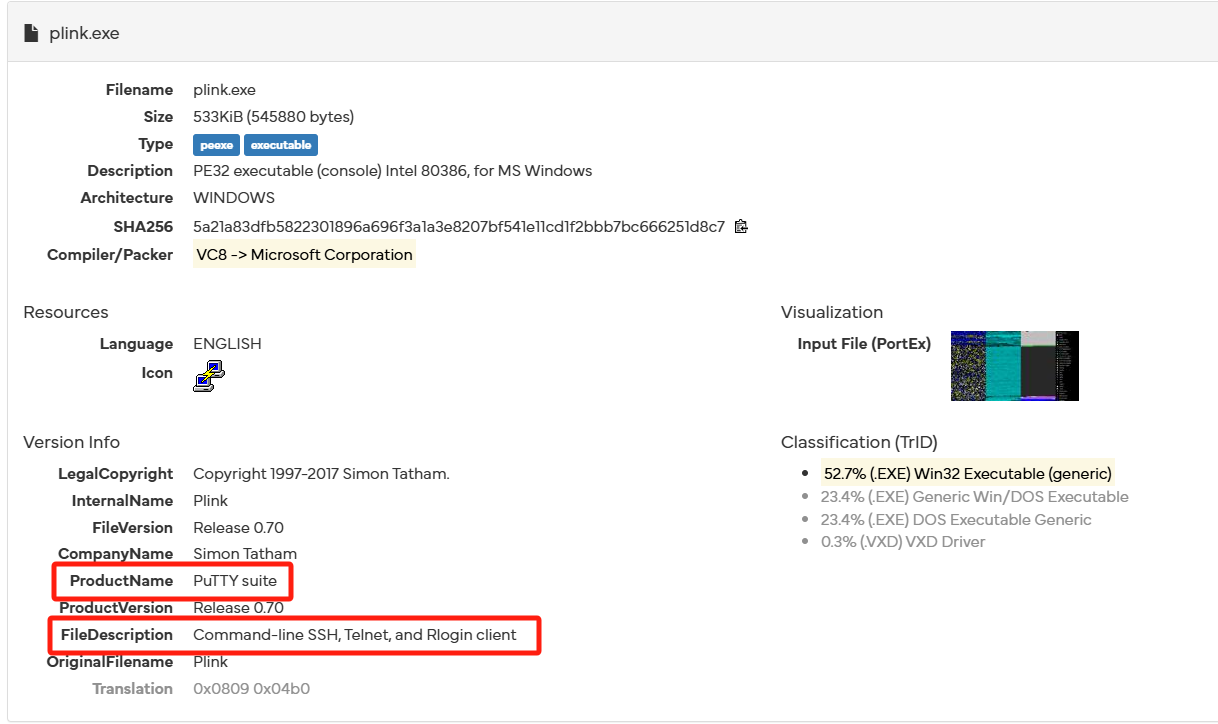 plink.exe
Filename plink.exe
Size 533KiB (545880 bytes)
Type peexe executable
Description PE32 executable (console) Intel 80386, for MS Windows
Architecture WINDOWS
SHA256 5a21a83dfb5822301896a696f3a1a3e8207bf541e11cd1f2bbb7bc666251d8c7
Compiler/Packer VC8 -> Microsoft Corporation
Resources
Language ENGLISH
Icon
Visualization
Input File (PortEx)
Version Info
LegalCopyright Copyright 1997-2017 Simon Tatham.
InternalName Plink
FileVersion Release 0.70
CompanyName Simon Tatham
ProductName PuTTY suite
ProductVersion Release 0.70
FileDescription Command-line SSH, Telnet, and Rlogin client
OriginalFilename Plink
Translation 0x0809 0x04b0
Classification (TrID)
52.7% (.EXE) Win32 Executable (generic)
23.4% (.EXE) Generic Win/DOS Executable
23.4% (.EXE) DOS Executable Generic
0.3% (.VXD) VXD Driver